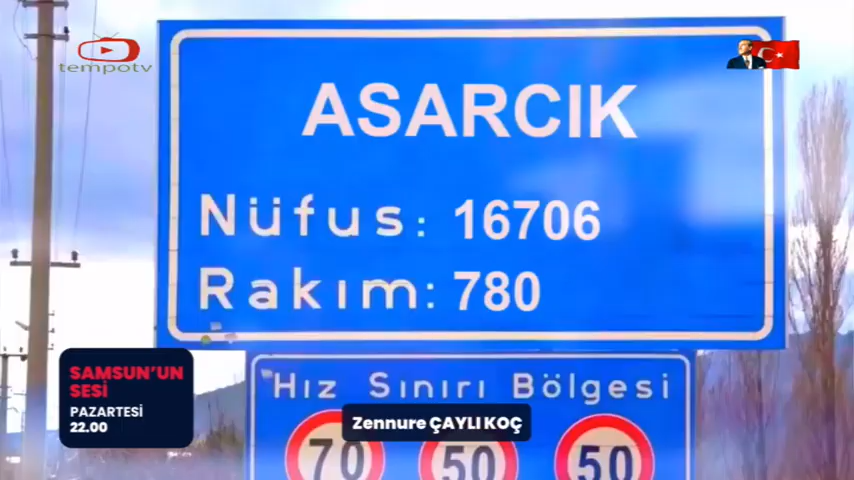 tempotv
ASARCIK
Nüfus: 16706
Rakım: 780
SAMSUN'UN
SESİ
PAZARTESİ
22.00
Hız Sınırı Bölgesi
Zennure ÇAYLI KOÇ
70 50 50